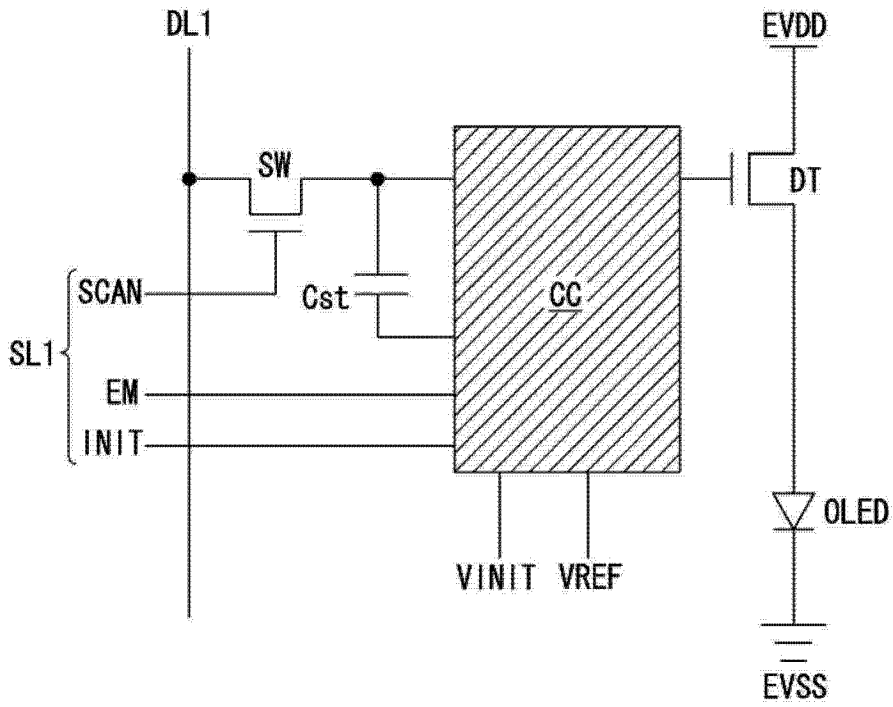 DL1
EVDD
SW
DT
SCAN
Cst
CC
SL1
EM
INIT
OLED
VINIT VREF
EVSS